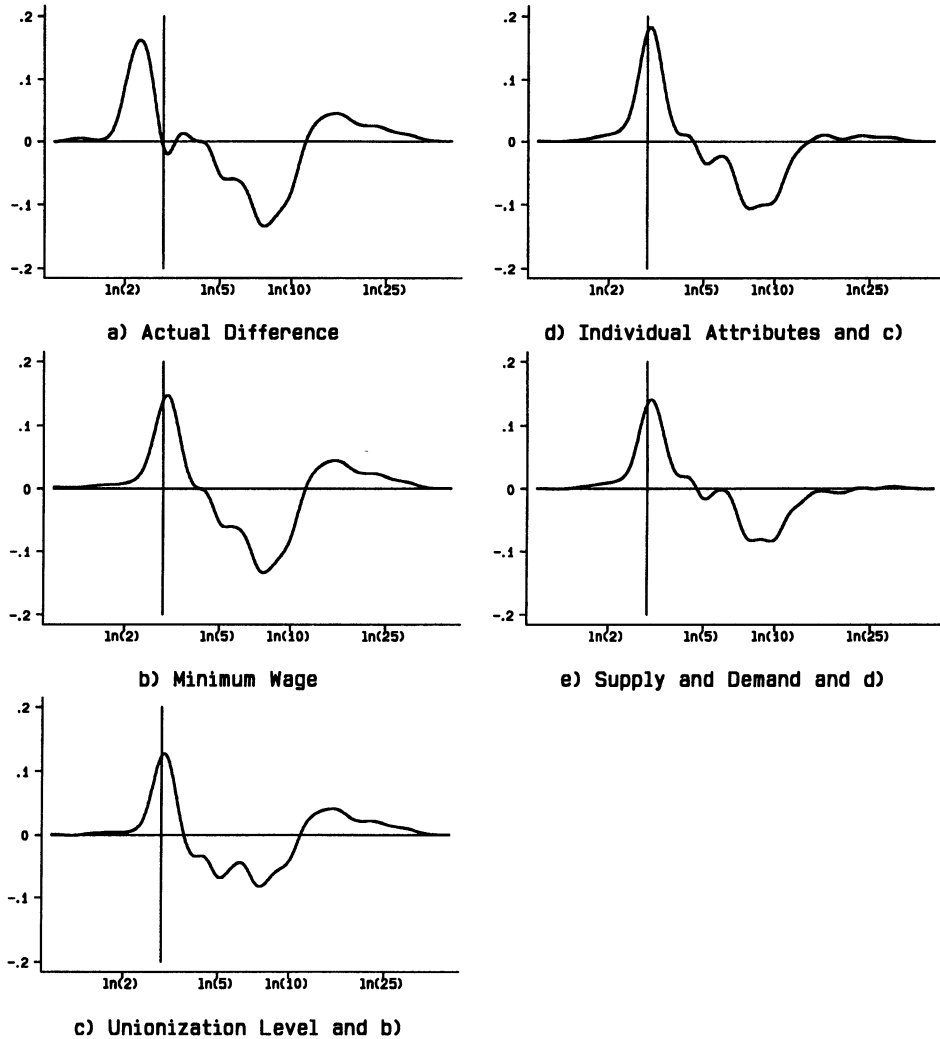 .2
.1
0
-.1
-.2
ln(2) ln(5) ln(10) ln(25)
a) Actual Difference
.2
.1
0
-.1
-.2
ln(2) ln(5) ln(10) ln(25)
d) Individual Attributes and c)
.2
.1
0
-.1
-.2
ln(2) ln(5) ln(10) ln(25)
b) Minimum Wage
.2
.1
0
-.1
-.2
ln(2) ln(5) ln(10) ln(25)
e) Supply and Demand and d)
.2
.1
0
-.1
-.2
ln(2) ln(5) ln(10) ln(25)
c) Unionization Level and b)